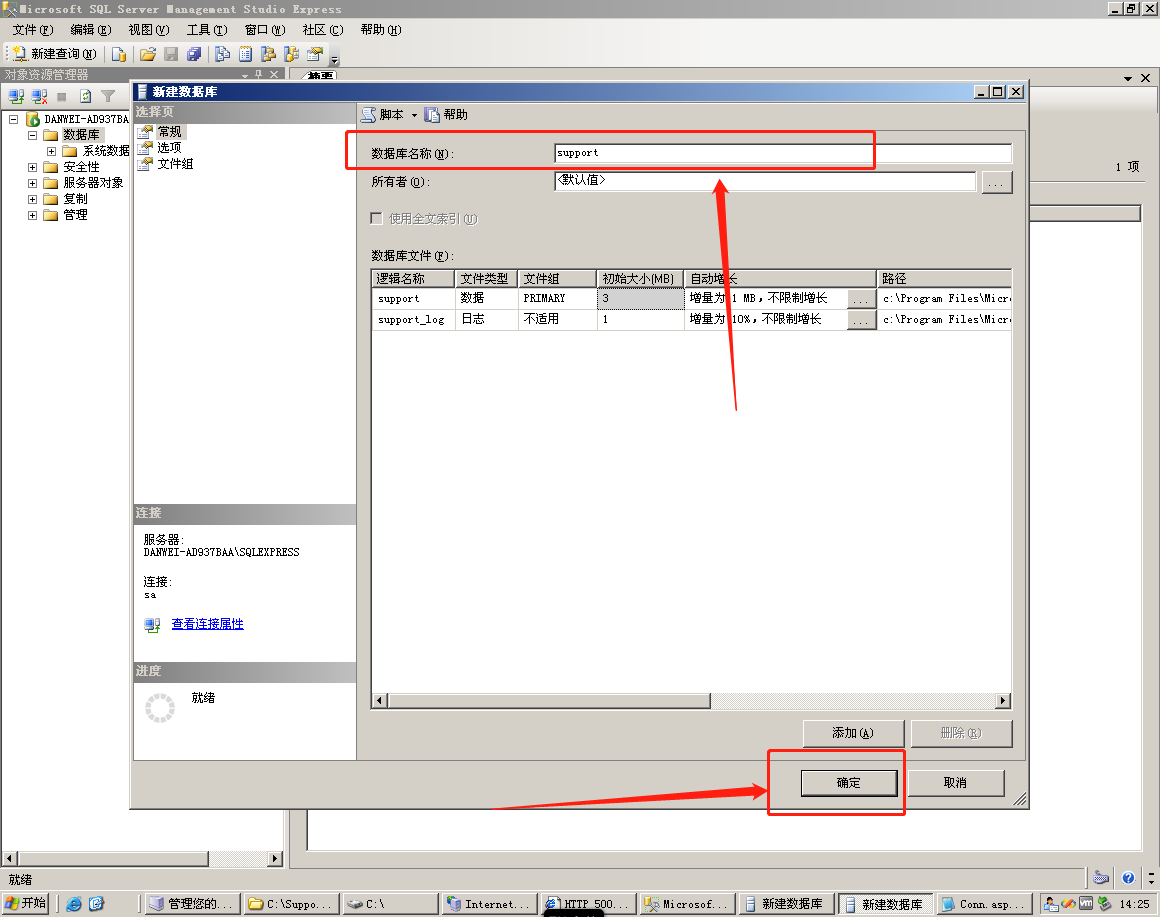 Microsoft SQL Server Management Studio Express
文件(F) 编辑(E) 视图(V) 工具(T) 窗口(W) 社区(C) 帮助(H)
新建查询(N)
对象资源管理器
摘要
DANWEI-AD937BA
数据库
系统数据
安全性
服务器对象
复制
管理
1 项
新建数据库
选择页
常规
选项
文件组
脚本 帮助
数据库名称(N): support
所有者(O): <默认值> ...
使用全文索引(U)
数据库文件(F):
逻辑名称 文件类型 文件组 初始大小(MB) 自动增长 路径
support 数据 PRIMARY 3 增量为 1 MB，不限制增长 ... c:\Program Files\Micr
support_log 日志 不适用 1 增量为 10%，不限制增长 ... c:\Program Files\Micr
连接
服务器:
DANWEI-AD937BAA\SQLEXPRESS
连接:
sa
查看连接属性
进度
就绪
添加(A) 删除(R)
确定 取消
就绪
开始 管理您的... C:\Suppo... C:\ Internet... HTTP 500... Microsof... 新建数据库 新建数据库 Conn.asp... 14:25